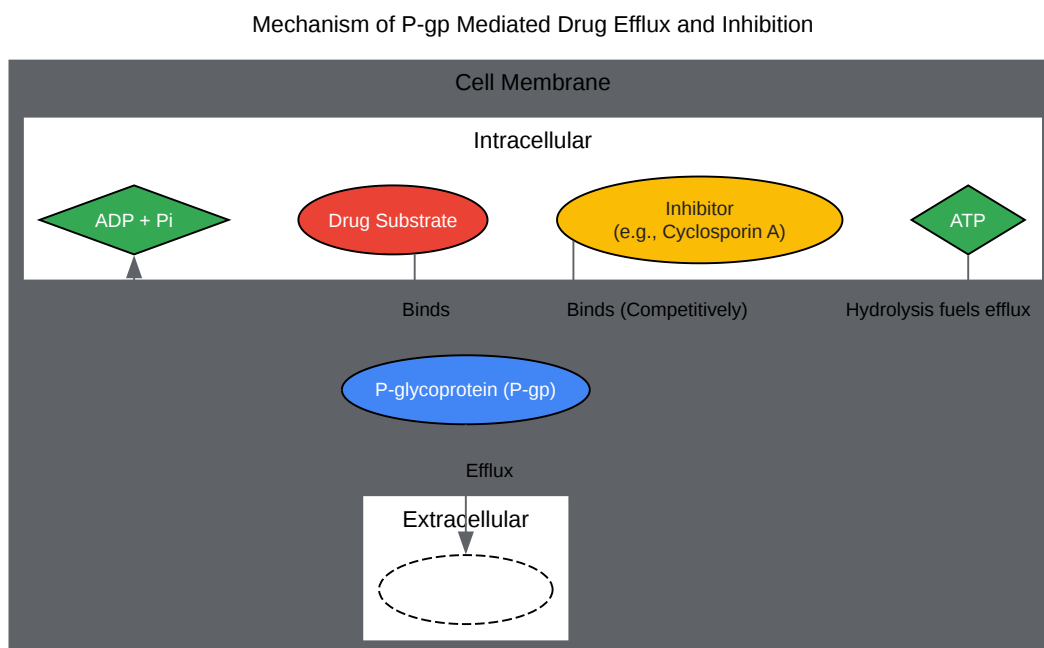 Mechanism of P-gp Mediated Drug Efflux and Inhibition
Cell Membrane
Intracellular
ADP + Pi
Drug Substrate
Inhibitor
(e.g., Cyclosporin A)
ATP
Binds
Binds (Competitively)
Hydrolysis fuels efflux
P-glycoprotein (P-gp)
Efflux
Extracellular